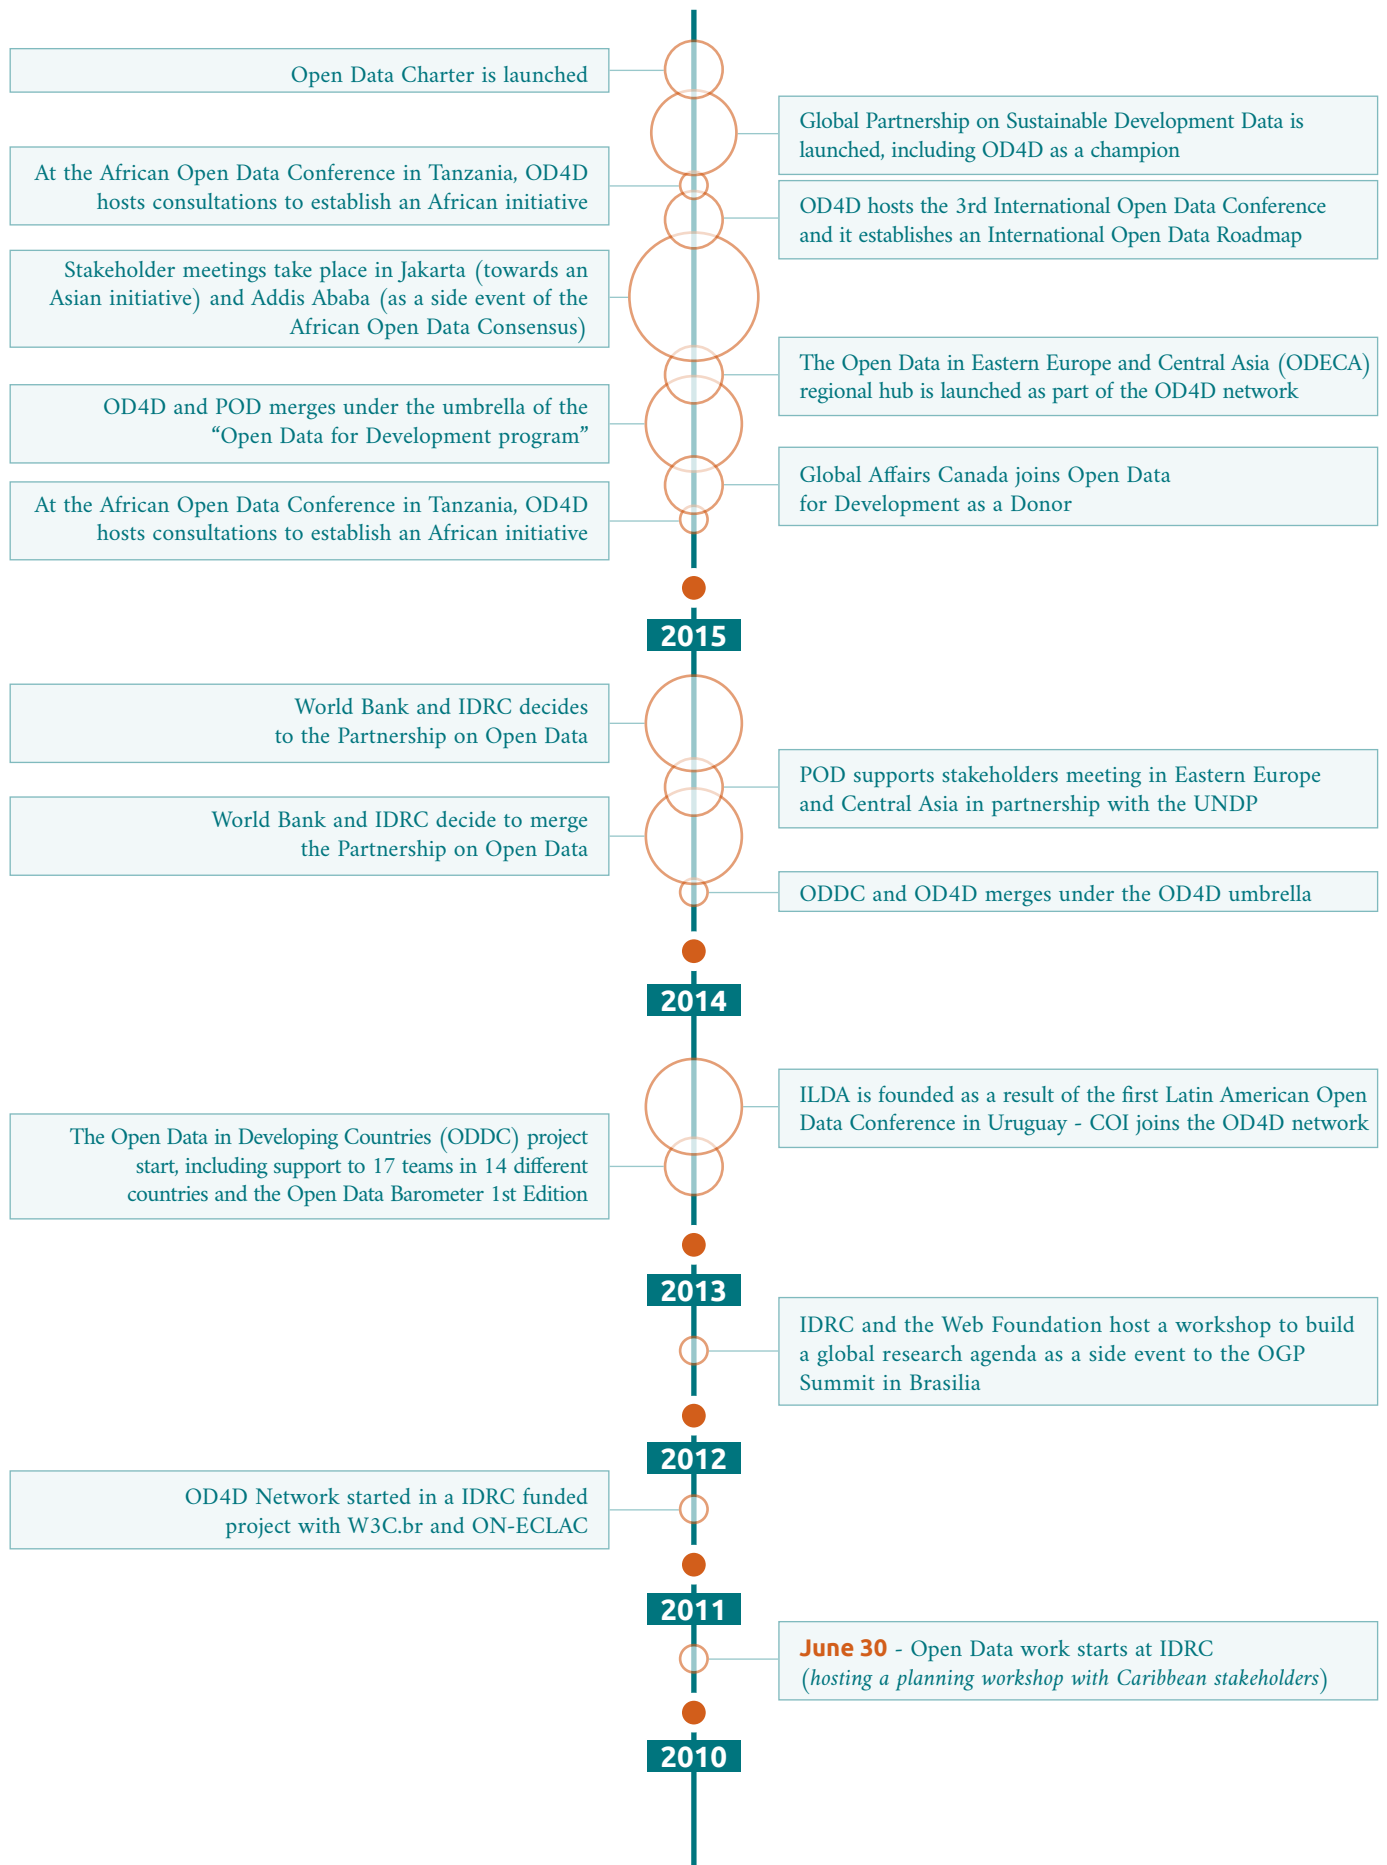 Open Data Charter is launched
Global Partnership on Sustainable Development Data is
launched, including OD4D as a champion
At the African Open Data Conference in Tanzania, OD4D
hosts consultations to establish an African initiative
OD4D hosts the 3rd International Open Data Conference
and it establishes an International Open Data Roadmap
Stakeholder meetings take place in Jakarta (towards an
Asian initiative) and Addis Ababa (as a side event of the
African Open Data Consensus)
The Open Data in Eastern Europe and Central Asia (ODECA)
regional hub is launched as part of the OD4D network
OD4D and POD merges under the umbrella of the
“Open Data for Development program”
Global Affairs Canada joins Open Data
for Development as a Donor
At the African Open Data Conference in Tanzania, OD4D
hosts consultations to establish an African initiative
2015
World Bank and IDRC decides
to the Partnership on Open Data
POD supports stakeholders meeting in Eastern Europe
and Central Asia in partnership with the UNDP
World Bank and IDRC decide to merge
the Partnership on Open Data
ODDC and OD4D merges under the OD4D umbrella
2014
ILDA is founded as a result of the first Latin American Open
Data Conference in Uruguay - COI joins the OD4D network
The Open Data in Developing Countries (ODDC) project
start, including support to 17 teams in 14 different
countries and the Open Data Barometer 1st Edition
2013
IDRC and the Web Foundation host a workshop to build
a global research agenda as a side event to the OGP
Summit in Brasilia
2012
OD4D Network started in a IDRC funded
project with W3C.br and ON-ECLAC
2011
June 30 - Open Data work starts at IDRC
(hosting a planning workshop with Caribbean stakeholders)
2010